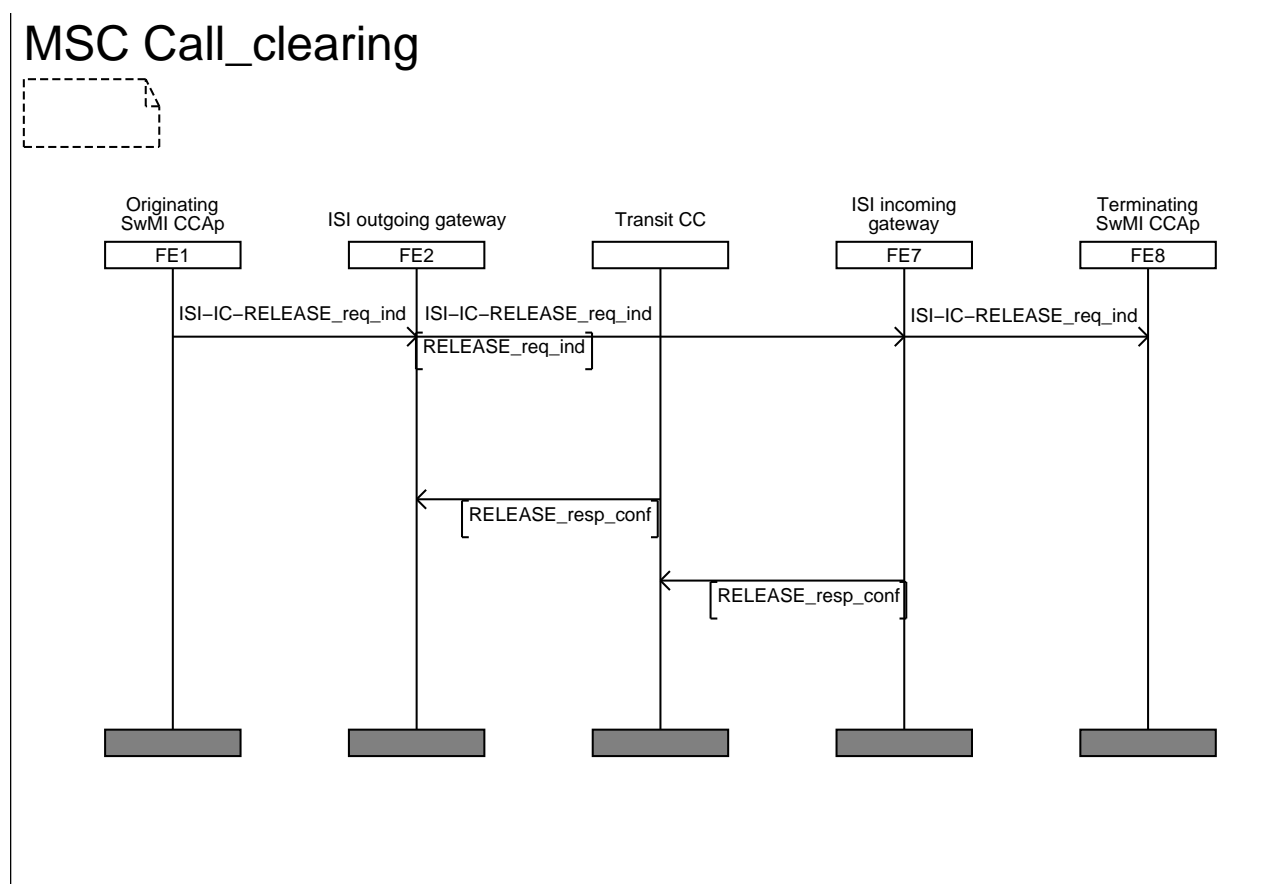 MSC Call_clearing
Originating
SwMI CCAp
ISI outgoing gateway
Transit CC
ISI incoming
gateway
Terminating
SwMI CCAp
FE1
FE2
FE7
FE8
ISI−IC−RELEASE_req_ind
ISI−IC−RELEASE_req_ind
ISI−IC−RELEASE_req_ind
RELEASE_req_ind
RELEASE_resp_conf
RELEASE_resp_conf